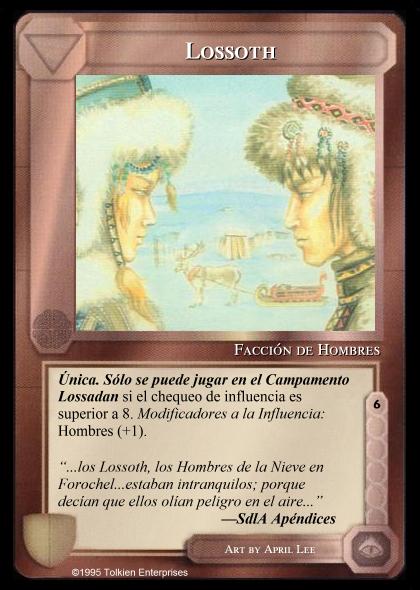 Lossoth
Facción de Hombres
Única. Sólo se puede jugar en el Campamento
Lossadan si el chequeo de influencia es
superior a 8. Modificadores a la Influencia:
Hombres (+1).
6
“...los Lossoth, los Hombres de la Nieve en
Forochel...estaban intranquilos; porque
decían que ellos olían peligro en el aire...”
—SdlA Apéndices
Art by April Lee
©1995 Tolkien Enterprises